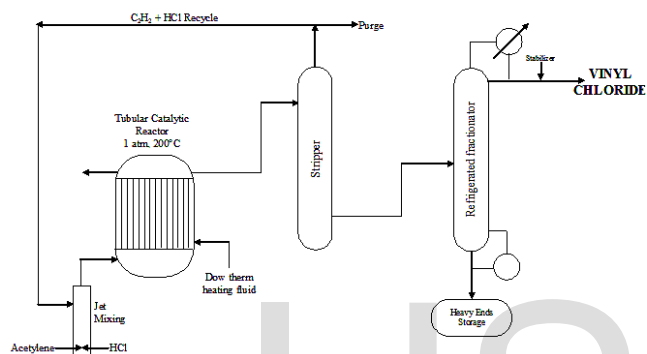 C₂H₂ + HCl Recycle
Purge
Stabilizer
VINYL
CHLORIDE
Tubular Catalytic
Reactor
1 atm, 200°C
Stripper
Refrigerated fractionator
Dow therm
heating fluid
Jet
Mixing
Heavy Ends
Storage
Acetylene
HCl